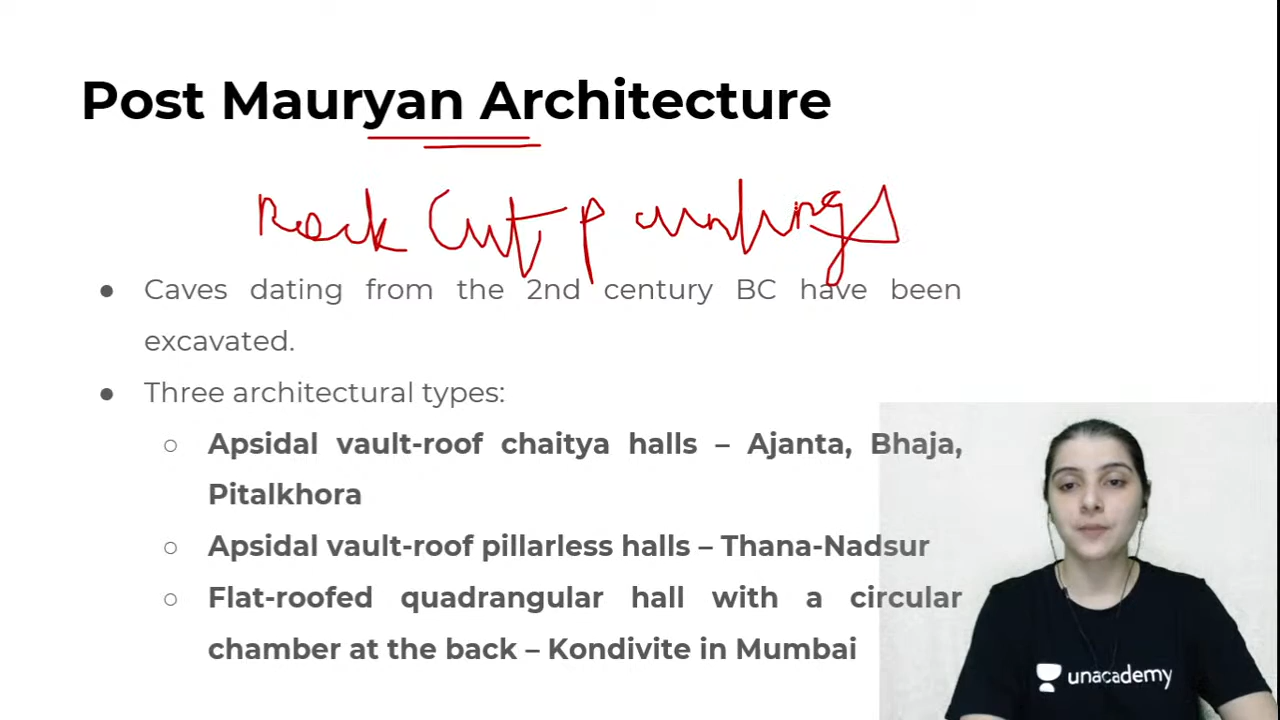 Post Mauryan Architecture
Rock Cut paintings
● Caves dating from the 2nd century BC have been
excavated.
● Three architectural types:
○ Apsidal vault-roof chaitya halls – Ajanta, Bhaja,
Pitalkhora
○ Apsidal vault-roof pillarless halls – Thana-Nadsur
○ Flat-roofed quadrangular hall with a circular
chamber at the back – Kondivite in Mumbai
unacademy